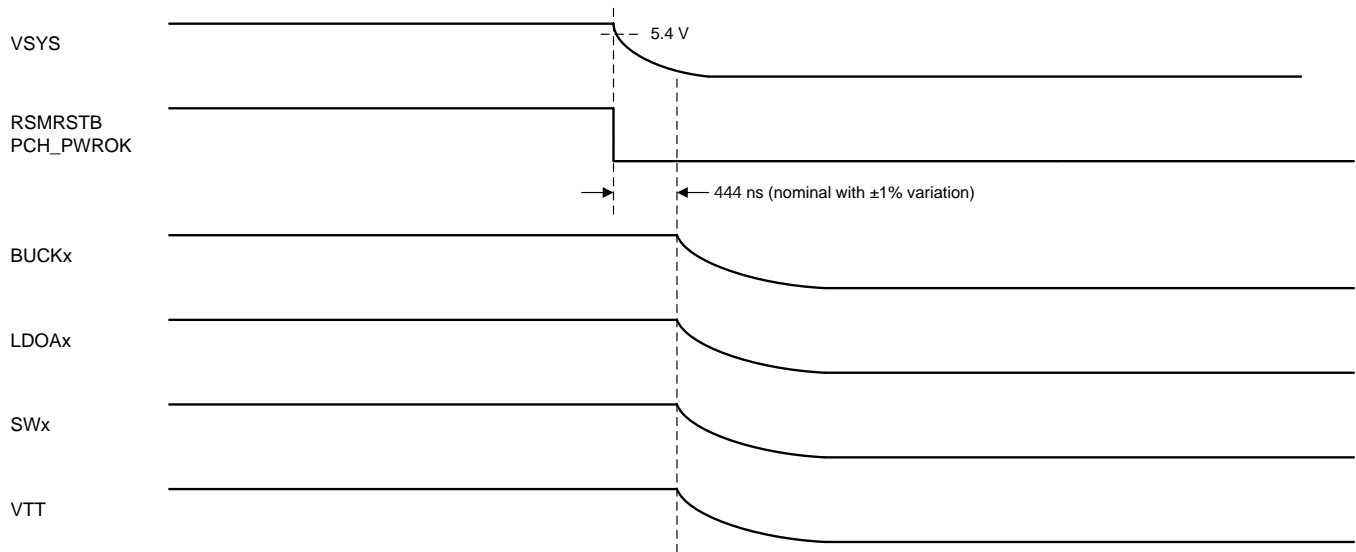 VSYS
5.4 V
RSMRSTB
PCH_PWROK
444 ns (nominal with ±1% variation)
BUCKx
LDOAx
SWx
VTT